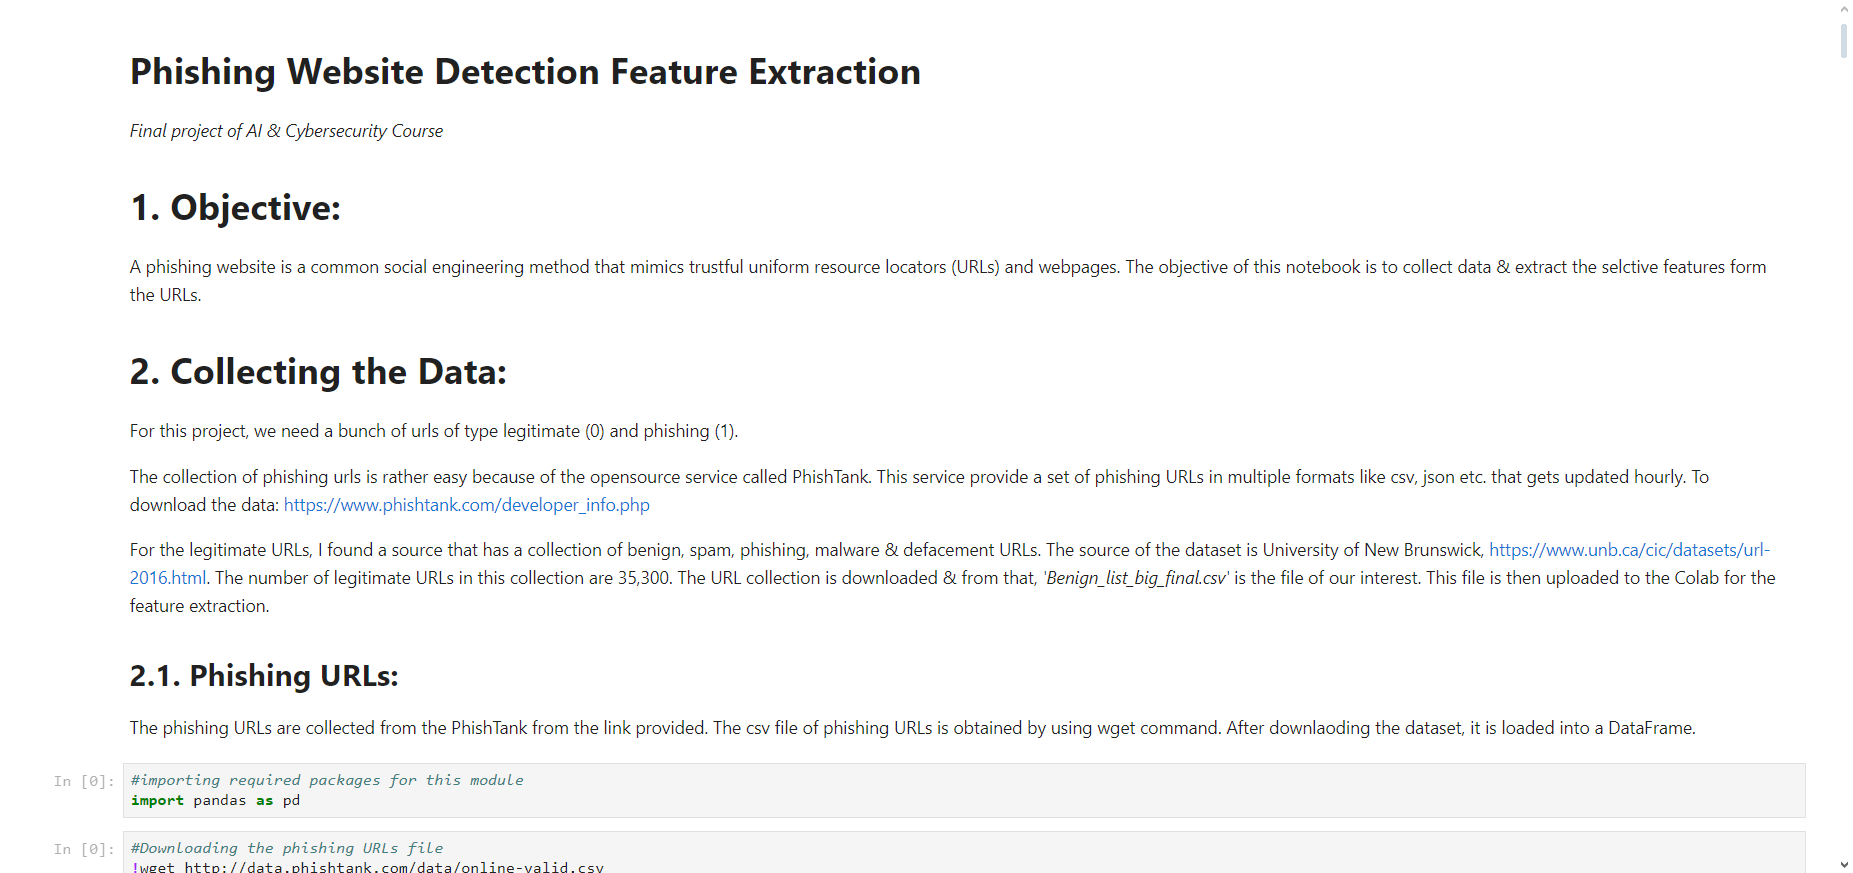 Phishing Website Detection Feature Extraction
Final project of AI & Cybersecurity Course
1. Objective:
A phishing website is a common social engineering method that mimics trustful uniform resource locators (URLs) and webpages. The objective of this notebook is to collect data & extract the selctive features form
the URLs.
2. Collecting the Data:
For this project, we need a bunch of urls of type legitimate (0) and phishing (1).
The collection of phishing urls is rather easy because of the opensource service called PhishTank. This service provide a set of phishing URLs in multiple formats like csv, json etc. that gets updated hourly. To
download the data: https://www.phishtank.com/developer_info.php
For the legitimate URLs, I found a source that has a collection of benign, spam, phishing, malware & defacement URLs. The source of the dataset is University of New Brunswick, https://www.unb.ca/cic/datasets/url-
2016.html. The number of legitimate URLs in this collection are 35,300. The URL collection is downloaded & from that, 'Benign_list_big_final.csv' is the file of our interest. This file is then uploaded to the Colab for the
feature extraction.
2.1. Phishing URLs:
The phishing URLs are collected from the PhishTank from the link provided. The csv file of phishing URLs is obtained by using wget command. After downlaoding the dataset, it is loaded into a DataFrame.
In [0]: #importing required packages for this module
import pandas as pd
In [0]: #Downloading the phishing URLs file
!wget http://data.phishtank.com/data/online-valid.csv